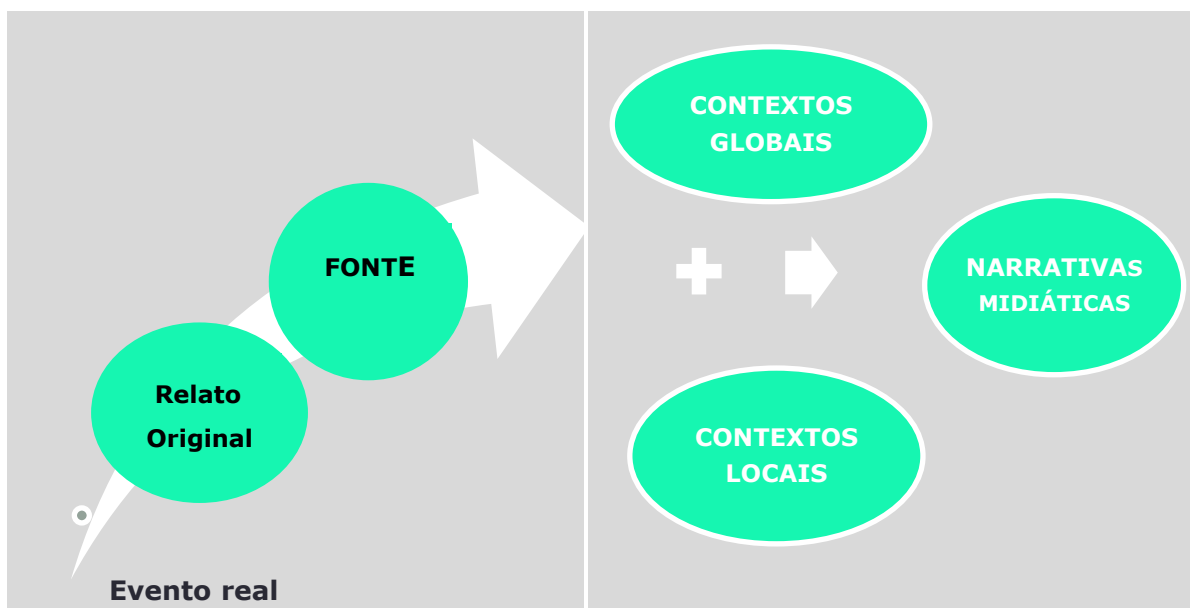 FONTE
Relato
Original
Evento real
CONTEXTOS
GLOBAIS
NARRATIVAS
MIDIÁTICAS
CONTEXTOS
LOCAIS